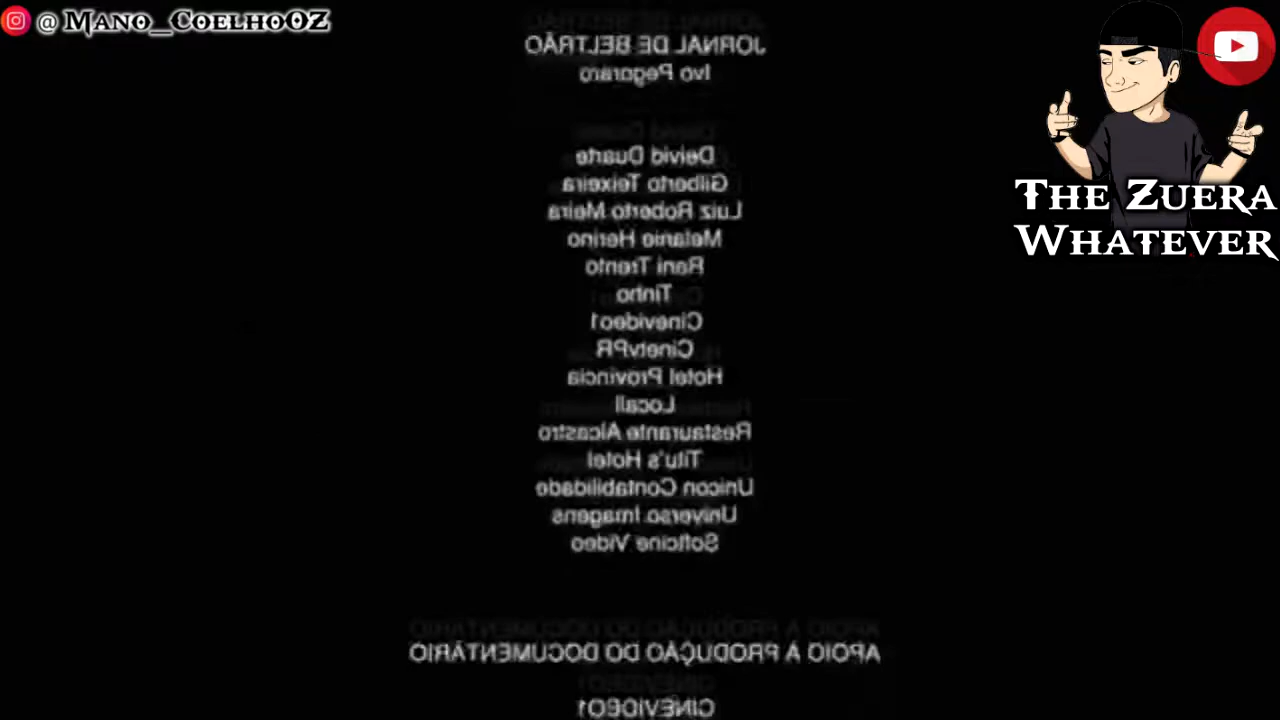 @Mano_CoelhoOZ
JORNAL DE BELTRÃO
Ivo Pegoraro
Deivid Duarte
Gilberto Teixeira
Luiz Roberto Meira
Melanie Herino
Rani Trento
Tinho
Cinevideo1
CinetvPR
Hotel Provincia
Locall
Restaurante Alcastro
Titu's Hotel
Unicon Contabilidade
Universo Imagens
Softcine Video
APOIO À PRODUÇÃO DO DOCUMENTÁRIO
CINEVIDEO1
The Zuera
Whatever